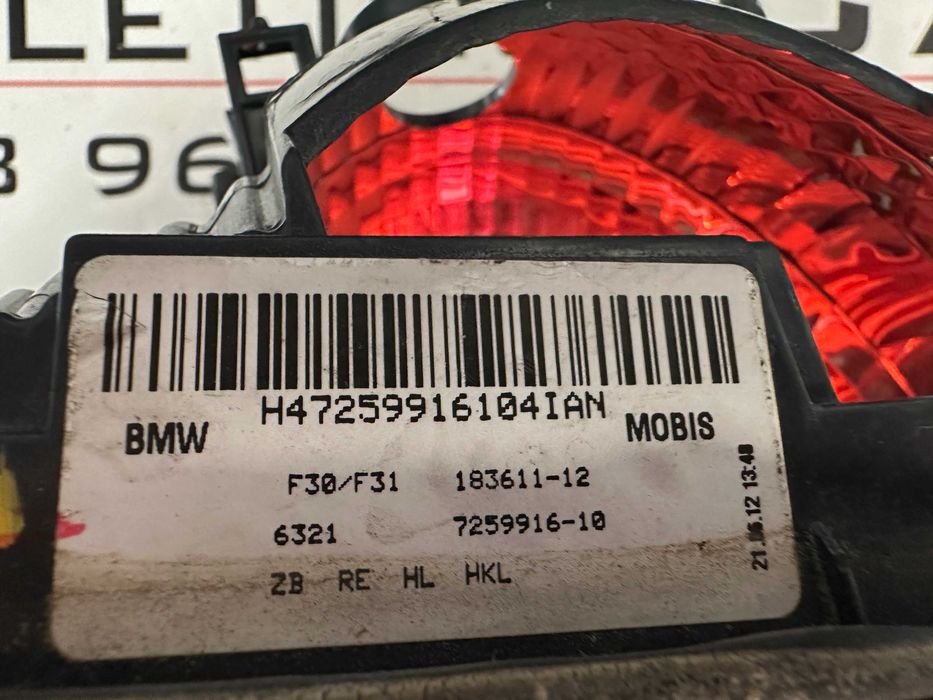 96
H47259916104IAN
BMW MOBIS
F30/F31 183611-12
6321 7259916-10
ZB RE HL HKL
21.06.12 13:48